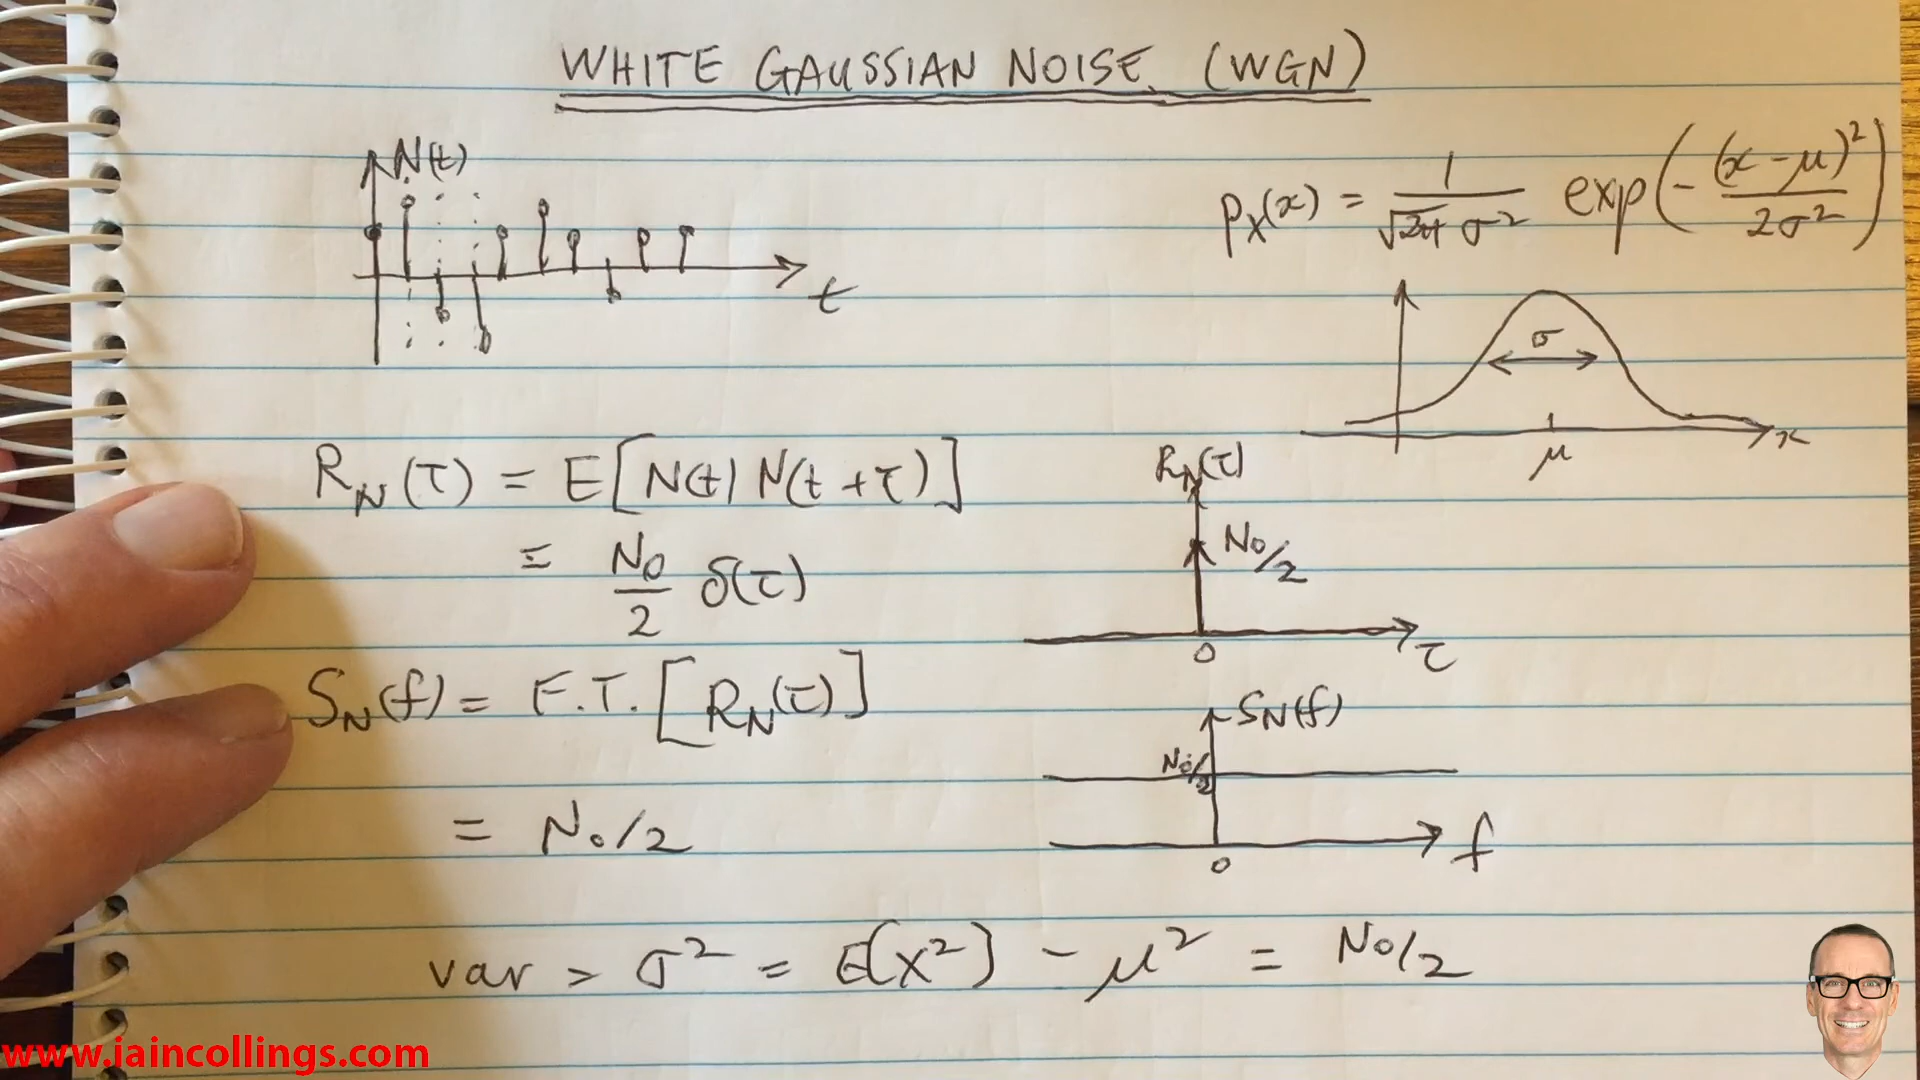 WHITE GAUSSIAN NOISE (WGN)
N(t)
t
pX(x) = 1/√2π σ² exp(-(x-μ)²/2σ²)
σ
μ
x
RN(τ) = E[N(t) N(t+τ)]
= N0/2 δ(τ)
RN(τ)
N0/2
0
τ
SN(f) = F.T. [RN(τ)]
= N0/2
SN(f)
N0/2
0
f
var = σ² = E[X²] - μ² = N0/2
www.iaincollings.com